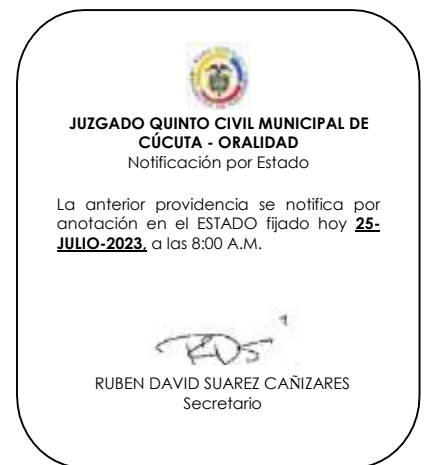 JUZGADO QUINTO CIVIL MUNICIPAL DE
CÚCUTA - ORALIDAD
Notificación por Estado
La anterior providencia se notifica por
anotación en el ESTADO fijado hoy 25-
JULIO-2023, a las 8:00 A.M.
RDS
RUBEN DAVID SUAREZ CAÑIZARES
Secretario